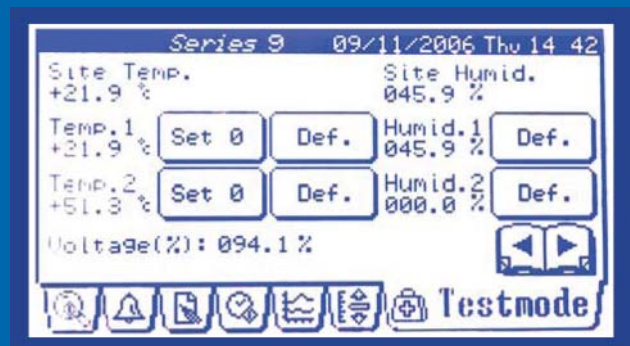 Series 9 09/11/2006 Thu 14 42
Site Temp. Site Humid.
+21.9 °c 045.9 %
Temp.1 Set 0 Def. Humid.1 Def.
+21.9 °c 045.9 %
Temp.2 Set 0 Def. Humid.2 Def.
+51.3 °c 000.0 %
Voltage(%): 094.1 %
Testmode